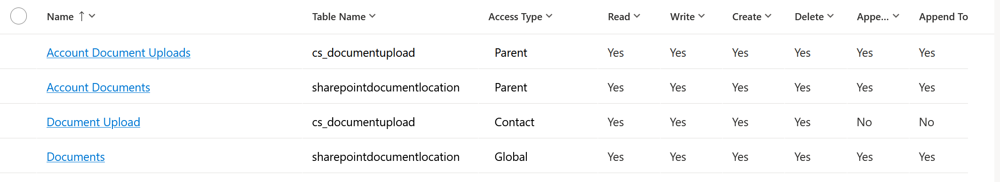 Name ↑ Table Name Access Type Read Write Create Delete Appe... Append To
Account Document Uploads cs_documentupload Parent Yes Yes Yes Yes Yes Yes
Account Documents sharepointdocumentlocation Parent Yes Yes Yes Yes Yes Yes
Document Upload cs_documentupload Contact Yes Yes Yes Yes No No
Documents sharepointdocumentlocation Global Yes Yes Yes Yes Yes Yes